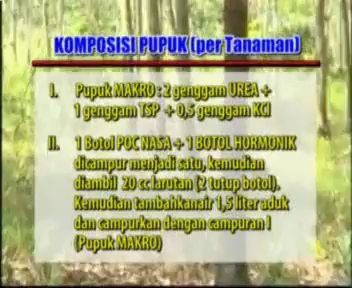 KOMPOSISI PUPUK (per Tanaman)
I. Pupuk MAKRO : 2 genggam UREA +
1 genggam TSP + 0,5 genggam KCl
II. 1 Botol POC NASA + 1 BOTOL HORMONIK
dicampur menjadi satu, kemudian
diambil 20 cc larutan (2 tutup botol).
Kemudian tambahkanair 1,5 liter aduk
dan campurkan dengan campuran I
(Pupuk MAKRO)